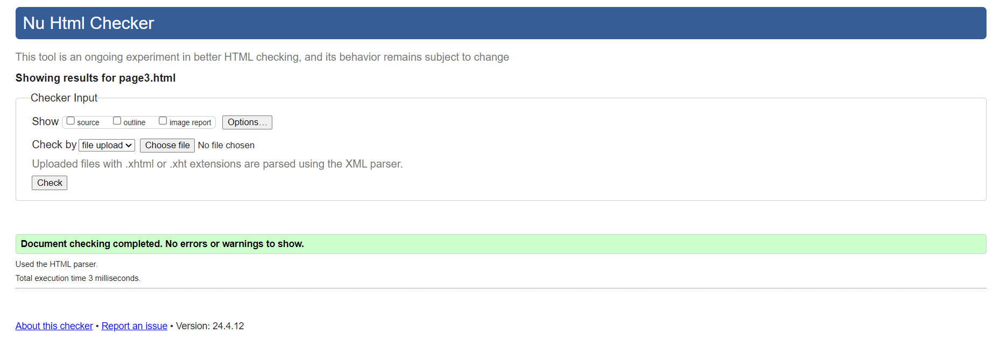 Nu Html Checker
This tool is an ongoing experiment in better HTML checking, and its behavior remains subject to change
Showing results for page3.html
Checker Input
Show source outline image report Options…
Check by file upload Choose file No file chosen
Uploaded files with .xhtml or .xht extensions are parsed using the XML parser.
Check
Document checking completed. No errors or warnings to show.
Used the HTML parser.
Total execution time 3 milliseconds.
About this checker • Report an issue • Version: 24.4.12